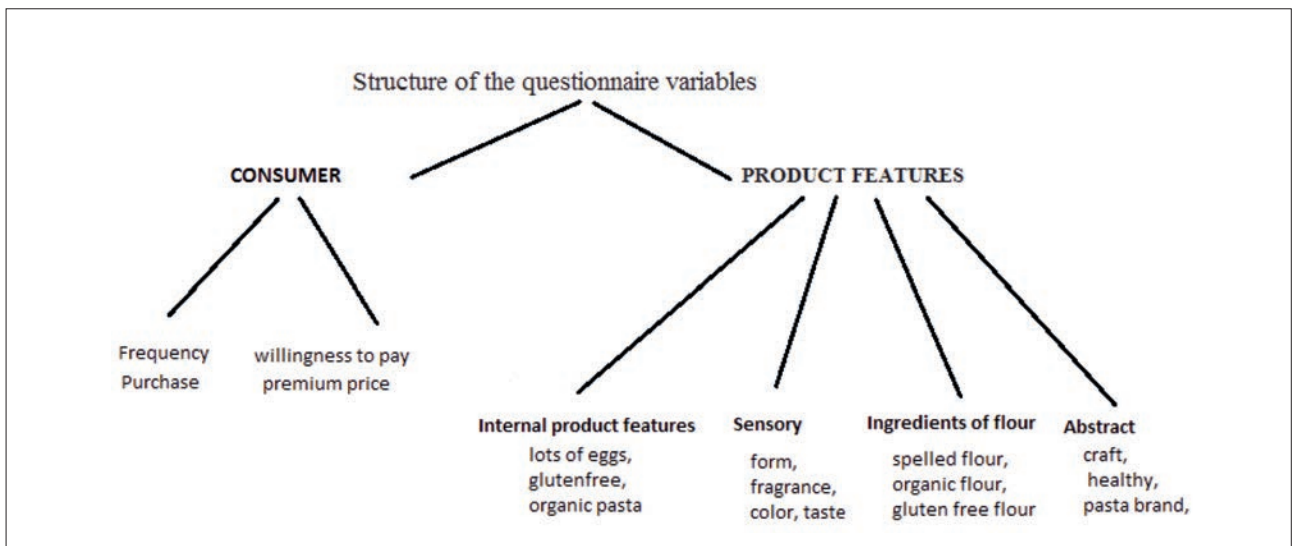 Structure of the questionnaire variables
CONSUMER
PRODUCT FEATURES
Frequency
Purchase
willingness to pay
premium price
Internal product features
lots of eggs,
glutenfree,
organic pasta
Sensory
form,
fragrance,
color, taste
Ingredients of flour
spelled flour,
organic flour,
gluten free flour
Abstract
craft,
healthy,
pasta brand,